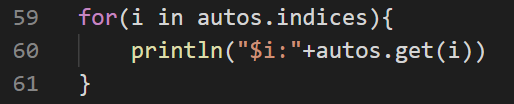 59 for(i in autos.indices){
60 println("$i:"+autos.get(i))
61 }